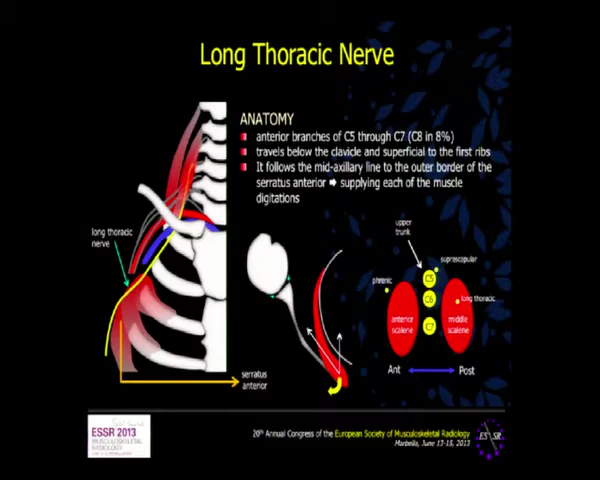 Long Thoracic Nerve
ANATOMY
anterior branches of C5 through C7 (C8 in 8%)
travels below the clavicle and superficial to the first ribs
It follows the mid-axillary line to the outer border of the
serratus anterior ➡ supplying each of the muscle
digitations
long thoracic
nerve
serratus
anterior
upper
trunk
suprescapular
phrenic
C5
C6
C7
long thoracic
anterior
scalene
middle
scalene
Ant
Post
ESSR 2013
MUSCULOSKELETAL
RADIOLOGY
20th Annual Congress of the European Society of Musculoskeletal Radiology
Marbella, June 13-15, 2013
ESSR